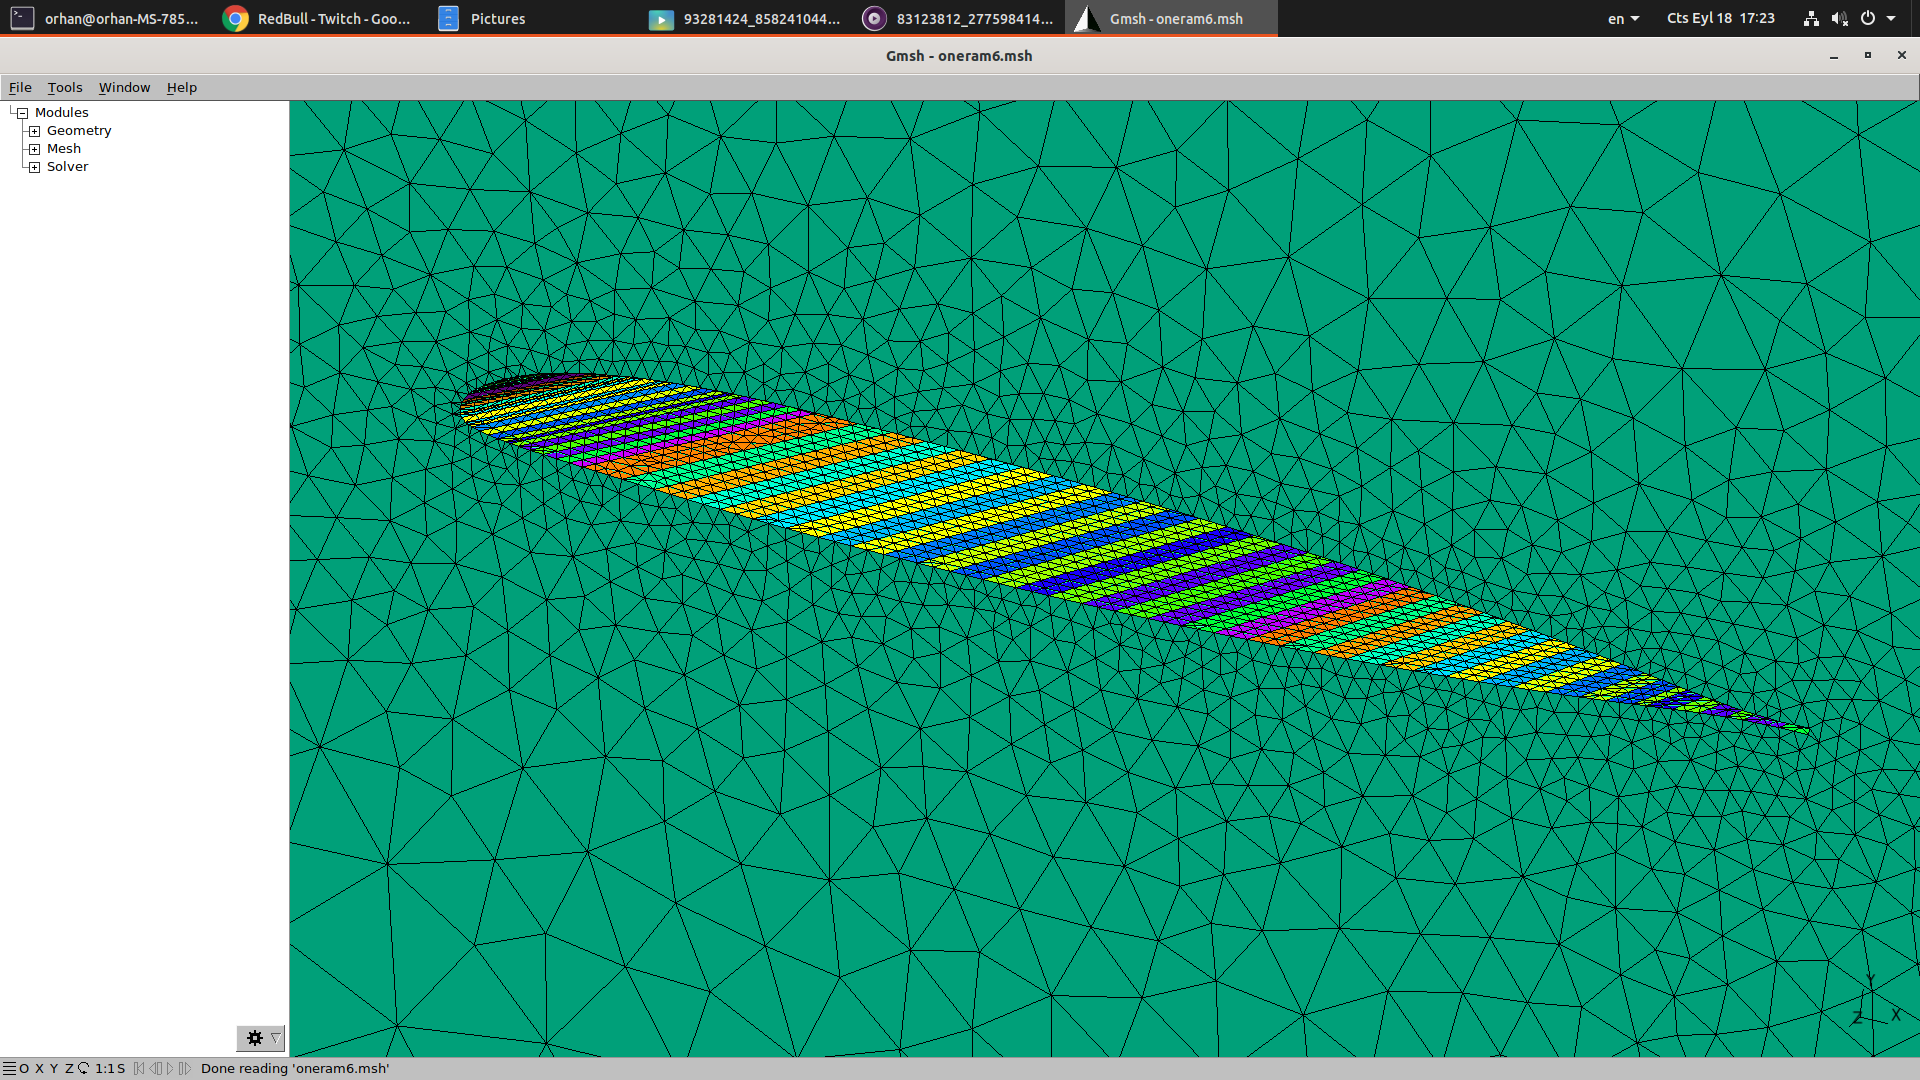 orhan@orhan-MS-785... RedBull - Twitch - Goo... Pictures 93281424_858241044... 83123812_277598414... Gmsh - oneram6.msh en Cts Eyl 18 17:23
Gmsh - oneram6.msh
File Tools Window Help
Modules
Geometry
Mesh
Solver
Y
Z X
O X Y Z 1:1 S Done reading 'oneram6.msh'